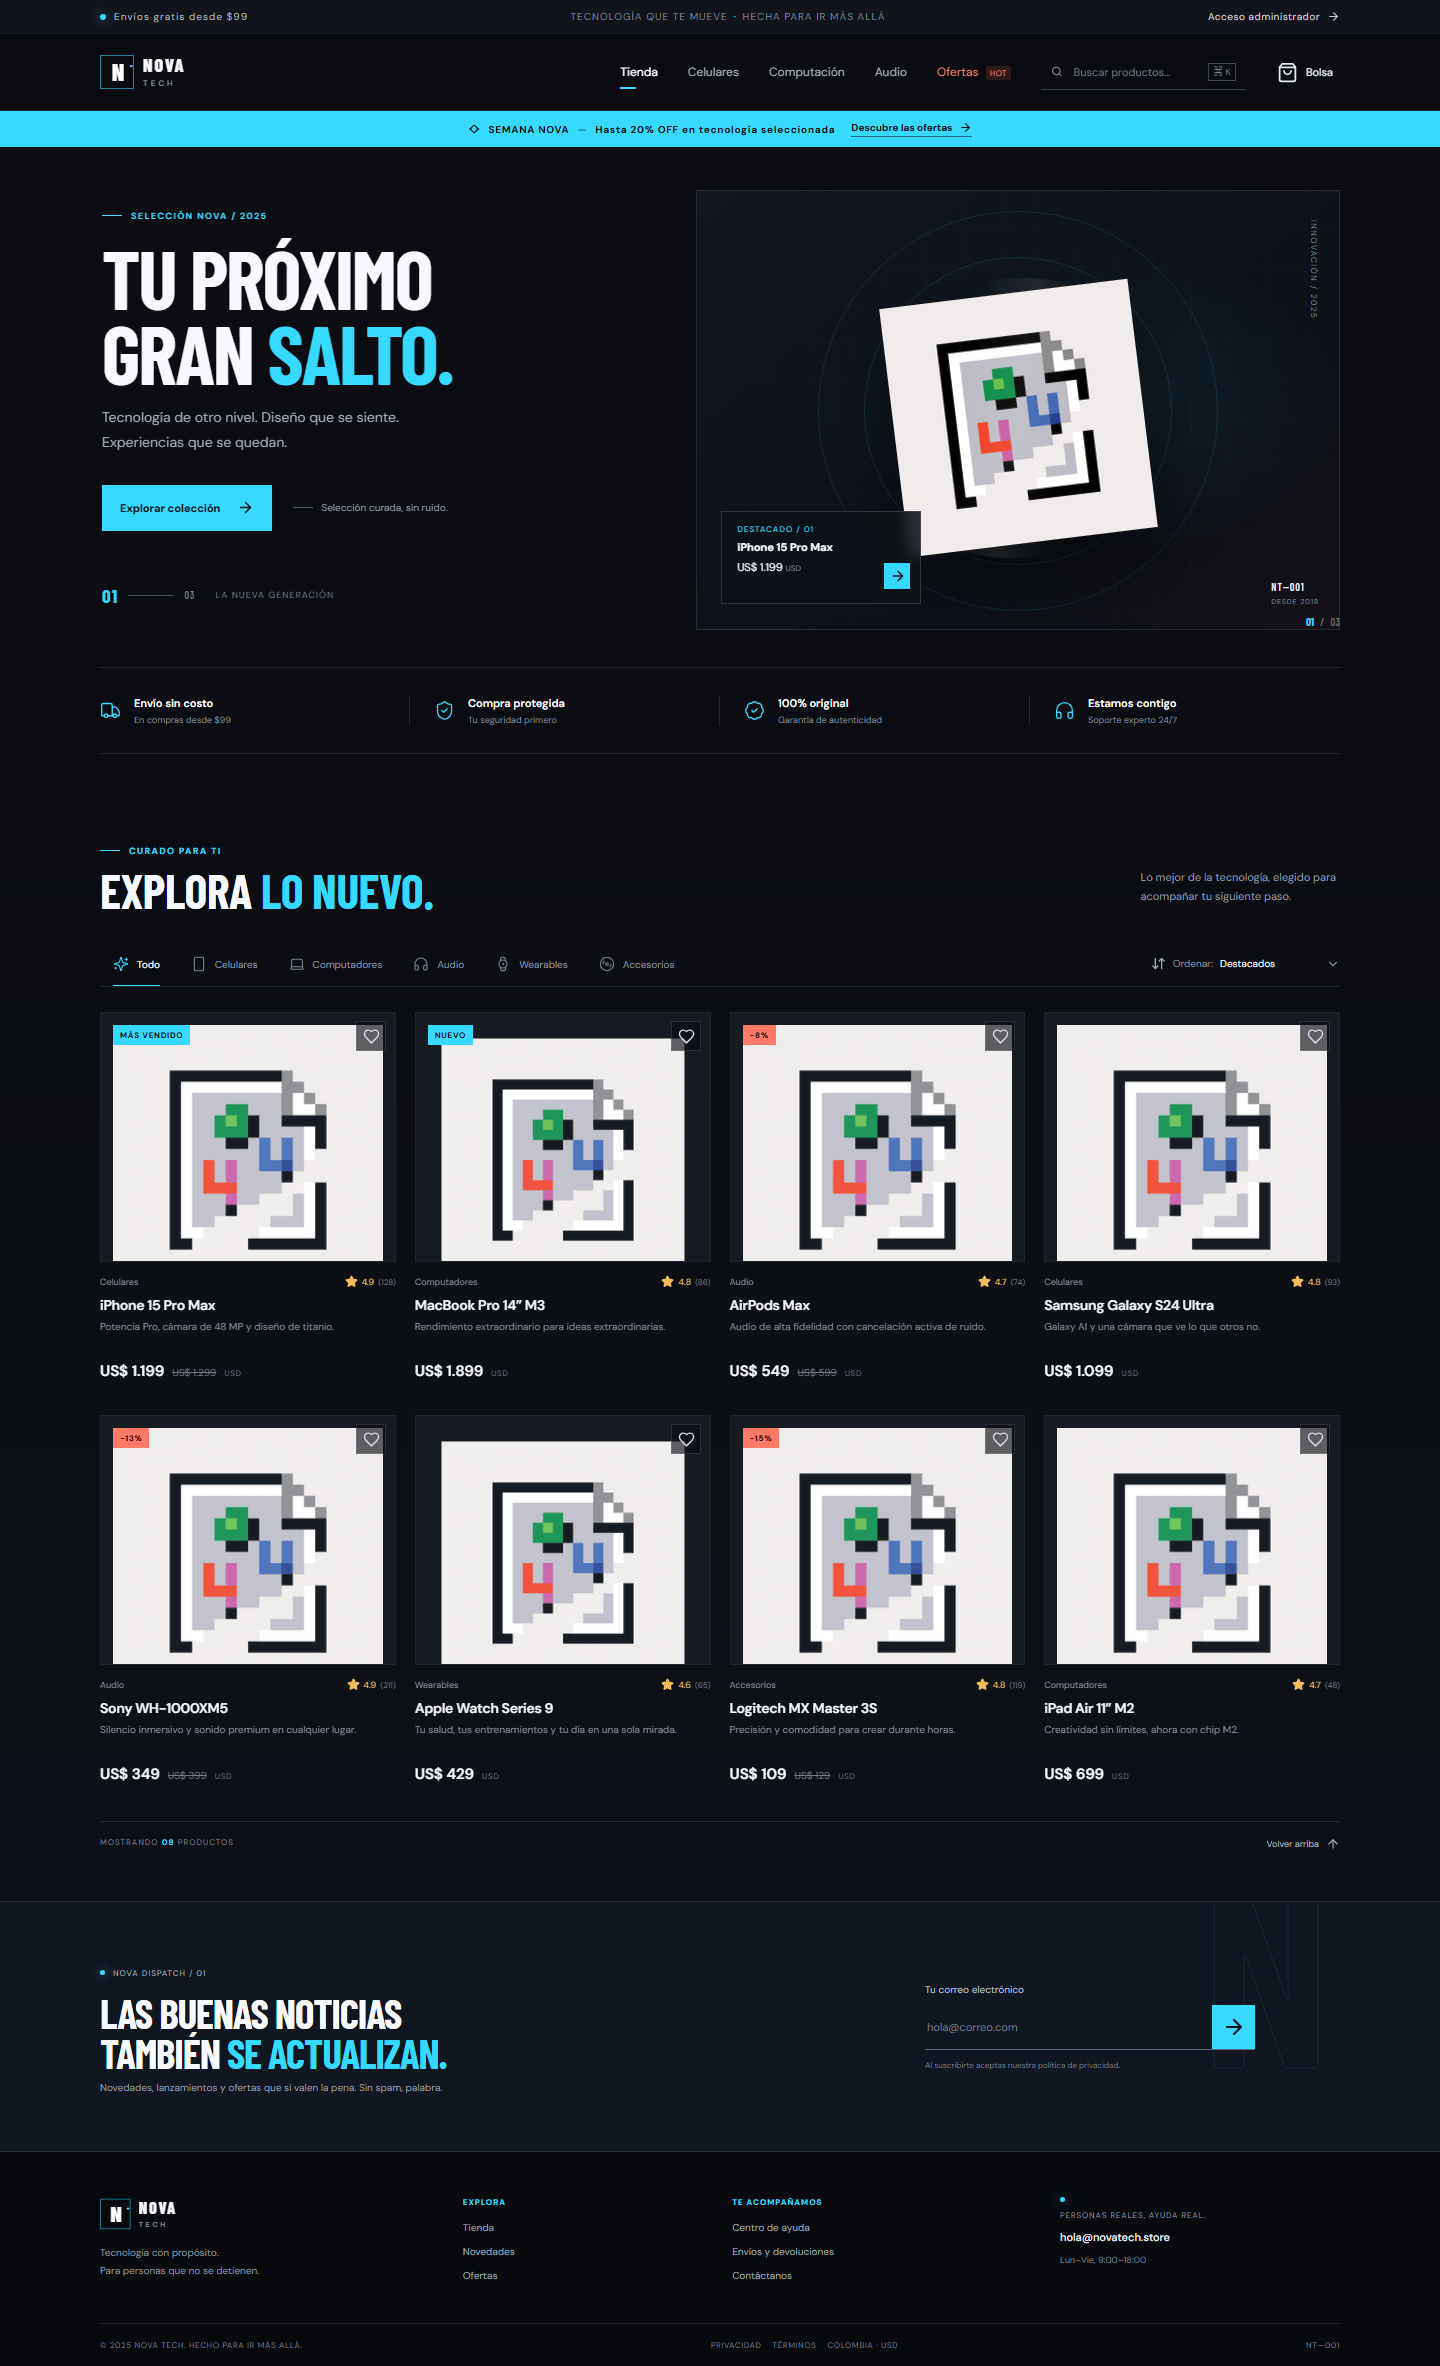 Envíos gratis desde $99
TECNOLOGÍA QUE TE MUEVE · HECHA PARA IR MÁS ALLÁ
Acceso administrador
N NOVA
TECH
Tienda
Celulares
Computación
Audio
Ofertas HOT
Buscar productos...
⌘ K
Bolsa
SEMANA NOVA — Hasta 20% OFF en tecnología seleccionada
Descubre las ofertas
SELECCIÓN NOVA / 2025
TU PRÓXIMO
GRAN SALTO.
Tecnología de otro nivel. Diseño que se siente.
Experiencias que se quedan.
Explorar colección
Selección curada, sin ruido.
01
03
LA NUEVA GENERACIÓN
INNOVACIÓN / 2025
DESTACADO / 01
iPhone 15 Pro Max
US$ 1.199 USD
NT—001
DESDE 2018
01 / 03
Envío sin costo
En compras desde $99
Compra protegida
Tu seguridad primero
100% original
Garantía de autenticidad
Estamos contigo
Soporte experto 24/7
CURADO PARA TI
EXPLORA LO NUEVO.
Lo mejor de la tecnología, elegido para
acompañar tu siguiente paso.
Todo
Celulares
Computadores
Audio
Wearables
Accesorios
Ordenar: Destacados
MÁS VENDIDO
Celulares
4.9 (128)
iPhone 15 Pro Max
Potencia Pro, cámara de 48 MP y diseño de titanio.
US$ 1.199 US$ 1.299 USD
NUEVO
Computadores
4.8 (86)
MacBook Pro 14” M3
Rendimiento extraordinario para ideas extraordinarias.
US$ 1.899 USD
-8%
Audio
4.7 (74)
AirPods Max
Audio de alta fidelidad con cancelación activa de ruido.
US$ 549 US$ 599 USD
Celulares
4.8 (93)
Samsung Galaxy S24 Ultra
Galaxy AI y una cámara que ve lo que otros no.
US$ 1.099 USD
-13%
Audio
4.9 (211)
Sony WH-1000XM5
Silencio inmersivo y sonido premium en cualquier lugar.
US$ 349 US$ 399 USD
Wearables
4.6 (65)
Apple Watch Series 9
Tu salud, tus entrenamientos y tu día en una sola mirada.
US$ 429 USD
-15%
Accesorios
4.8 (119)
Logitech MX Master 3S
Precisión y comodidad para crear durante horas.
US$ 109 US$ 129 USD
Computadores
4.7 (48)
iPad Air 11” M2
Creatividad sin límites, ahora con chip M2.
US$ 699 USD
MOSTRANDO 08 PRODUCTOS
Volver arriba
NOVA DISPATCH / 01
LAS BUENAS NOTICIAS
TAMBIÉN SE ACTUALIZAN.
Novedades, lanzamientos y ofertas que sí valen la pena. Sin spam, palabra.
N
Tu correo electrónico
hola@correo.com
Al suscribirte aceptas nuestra política de privacidad.
N NOVA
TECH
Tecnología con propósito.
Para personas que no se detienen.
EXPLORA
Tienda
Novedades
Ofertas
TE ACOMPAÑAMOS
Centro de ayuda
Envíos y devoluciones
Contáctanos
PERSONAS REALES, AYUDA REAL.
hola@novatech.store
Lun–Vie, 9:00–18:00
© 2025 NOVA TECH. HECHO PARA IR MÁS ALLÁ.
PRIVACIDAD
TÉRMINOS
COLOMBIA · USD
NT—001